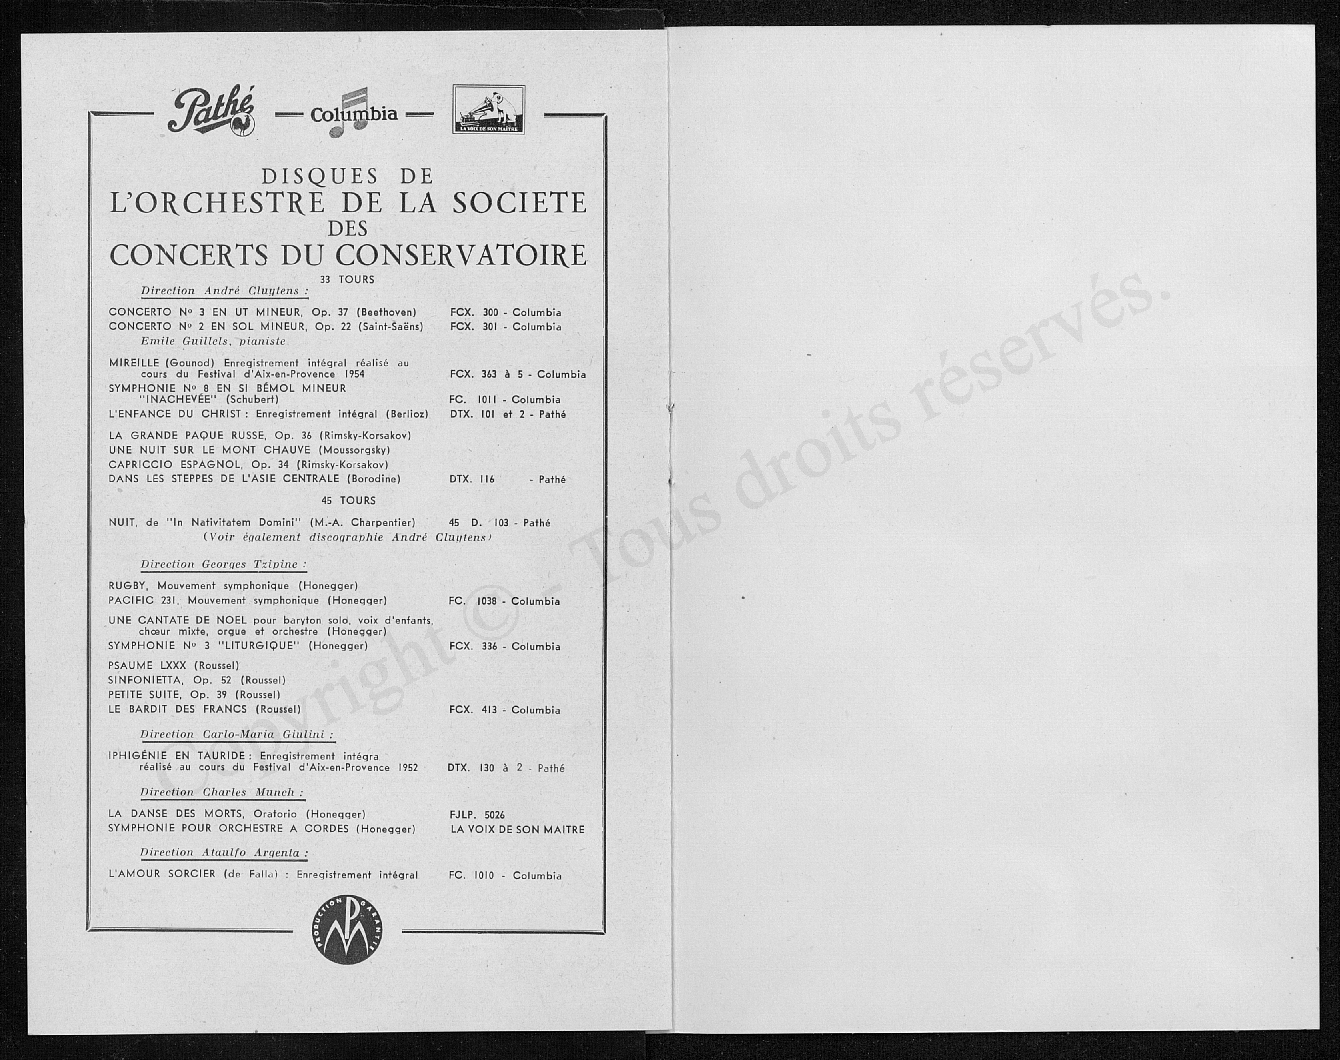 Pathé
Columbia
LA VOIX DE SON MAITRE
DISQUES DE
L'ORCHESTRE DE LA SOCIETE
DES
CONCERTS DU CONSERVATOIRE
33 TOURS
Direction André Cluytens :
CONCERTO No 3 EN UT MINEUR, Op. 37 (Beethoven) FCX. 300 - Columbia
CONCERTO No 2 EN SOL MINEUR, Op. 22 (Saint-Saëns) FCX. 301 - Columbia
Emile Guillels, pianiste
MIREILLE (Gounod) Enregistrement intégral réalisé au
cours du Festival d'Aix-en-Provence 1954 FCX. 363 à 5 - Columbia
SYMPHONIE No 8 EN SI BÉMOL MINEUR
"INACHEVÉE" (Schubert) FC. 1011 - Columbia
L'ENFANCE DU CHRIST : Enregistrement intégral (Berlioz) DTX. 101 et 2 - Pathé
LA GRANDE PAQUE RUSSE, Op. 36 (Rimsky-Korsakov)
UNE NUIT SUR LE MONT CHAUVE (Moussorgsky)
CAPRICCIO ESPAGNOL, Op. 34 (Rimsky-Korsakov)
DANS LES STEPPES DE L'ASIE CENTRALE (Borodine) DTX. 116 - Pathé
45 TOURS
NUIT, de "In Nativitatem Domini" (M.-A. Charpentier) 45 D. 103 - Pathé
(Voir également discographie André Cluytens)
Direction Georges Tzipine :
RUGBY, Mouvement symphonique (Honegger)
PACIFIC 231, Mouvement symphonique (Honegger) FC. 1038 - Columbia
UNE CANTATE DE NOEL pour baryton solo, voix d'enfants,
chœur mixte, orgue et orchestre (Honegger)
SYMPHONIE No 3 "LITURGIQUE" (Honegger) FCX. 336 - Columbia
PSAUME LXXX (Roussel)
SINFONIETTA, Op. 52 (Roussel)
PETITE SUITE, Op. 39 (Roussel)
LE BARDIT DES FRANCS (Roussel) FCX. 413 - Columbia
Direction Carlo-Maria Giulini :
IPHIGÉNIE EN TAURIDE : Enregistrement intégra
réalisé au cours du Festival d'Aix-en-Provence 1952 DTX. 130 à 2 - Pathé
Direction Charles Munch :
LA DANSE DES MORTS, Oratorio (Honegger) FJLP. 5026
SYMPHONIE POUR ORCHESTRE A CORDES (Honegger) LA VOIX DE SON MAITRE
Direction Ataulfo Argenta :
L'AMOUR SORCIER (de Falla) : Enregistrement intégral FC. 1010 - Columbia
PRODUCTION GARANTIE
PM
Copyright © - Tous droits réservés.